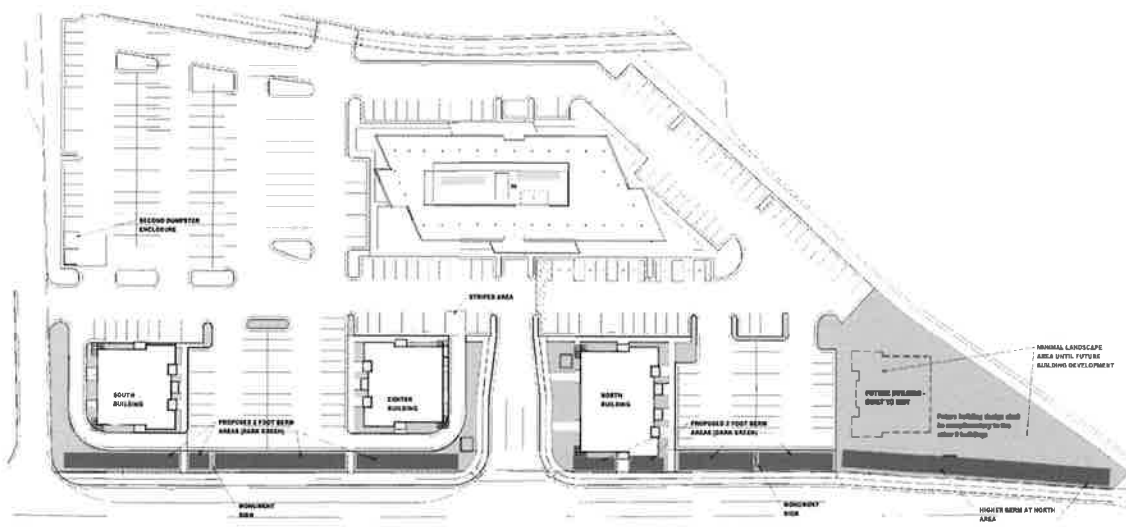 SECOND DUMPSTER
ENCLOSURE
STRIPED AREA
MINIMAL LANDSCAPE
AREA UNTIL FUTURE
BUILDING DEVELOPMENT
SOUTH
BUILDING
CENTER
BUILDING
NORTH
BUILDING
FUTURE BUILDING -
BUILT TO SUIT
Future building design shall
be complimentary to the
other 3 buildings
PROPOSED 2 FOOT BERM
AREAS (DARK GREEN)
PROPOSED 2 FOOT BERM
AREAS (DARK GREEN)
MONUMENT
SIGN
MONUMENT
SIGN
HIGHER BERM AT NORTH
AREA